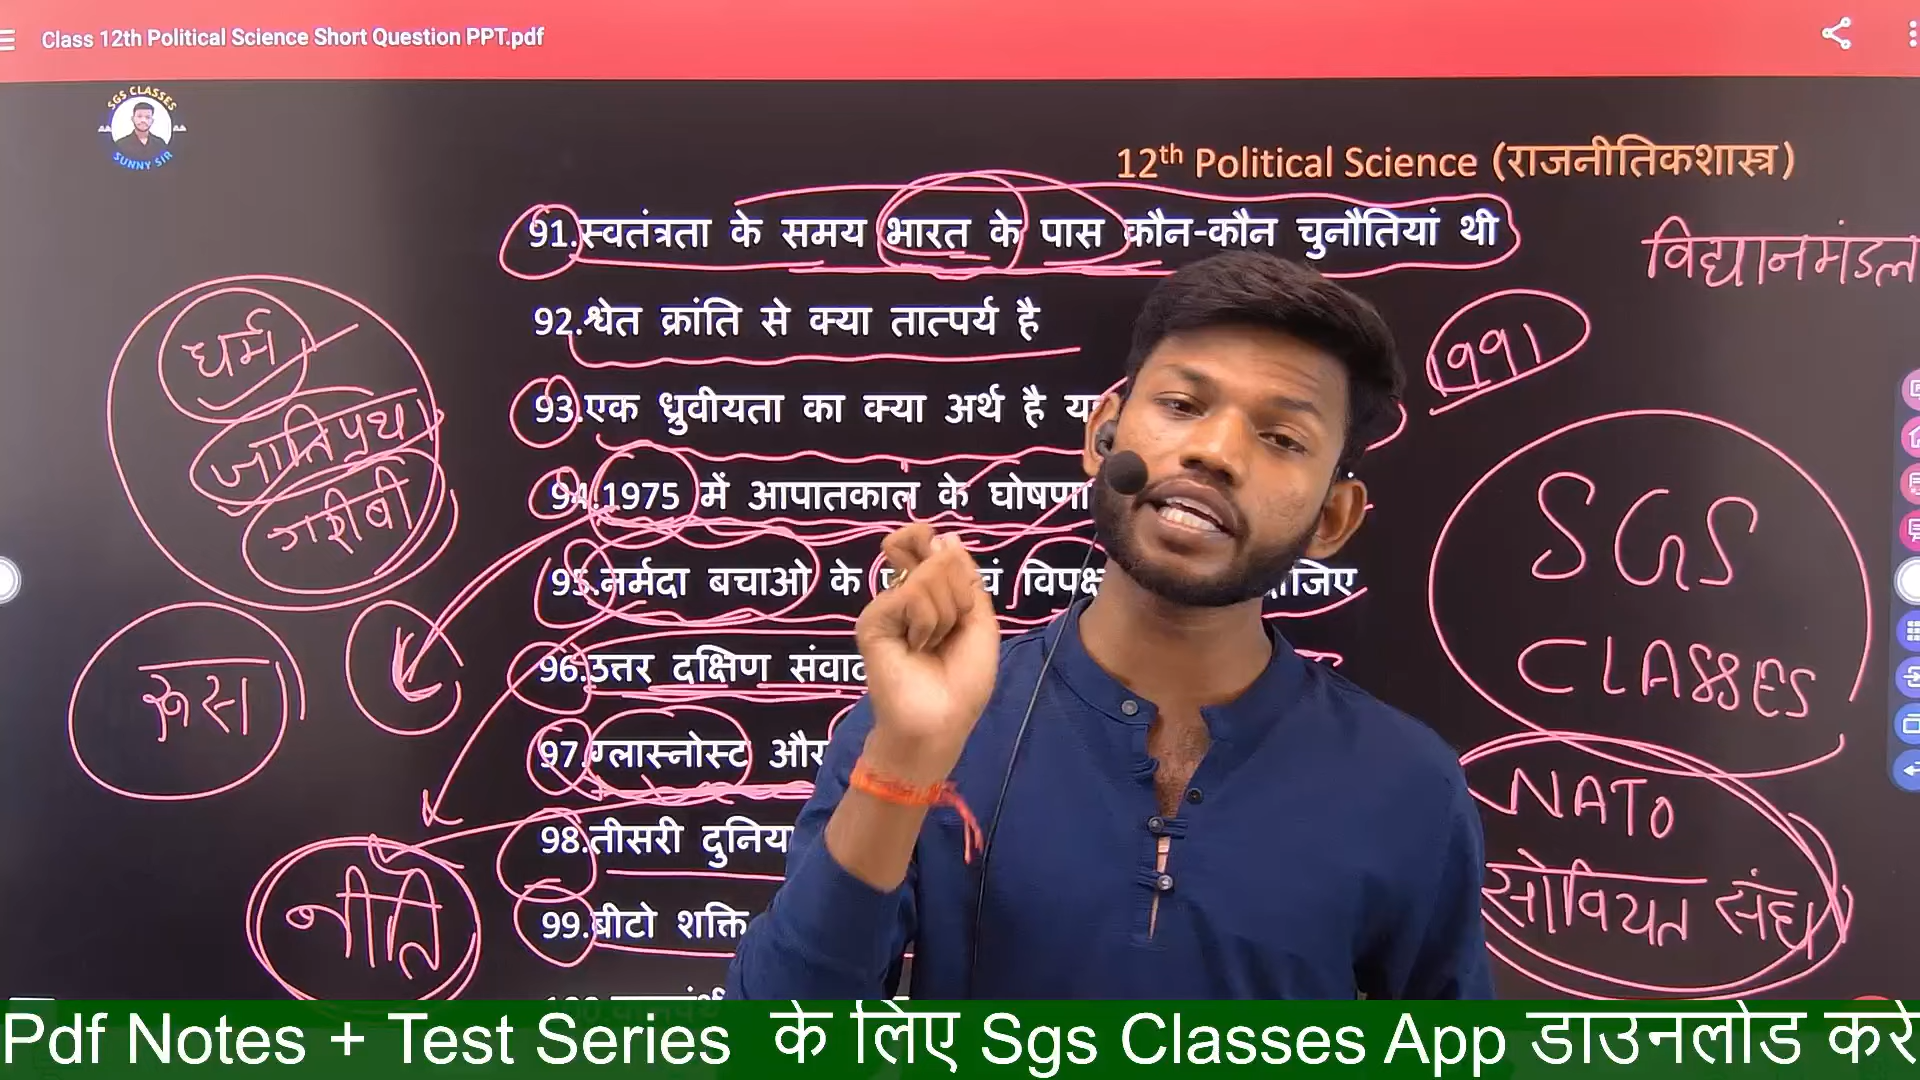 Class 12th Political Science Short Question PPT.pdf
SGS CLASSES
SUNNY SIR
12th Political Science (राजनीतिकशास्त्र)
91.स्वतंत्रता के समय भारत के पास कौन-कौन चुनौतियां थी
विद्यानमंडल
92.श्वेत क्रांति से क्या तात्पर्य है
१९९१
धर्म
93.एक ध्रुवीयता का क्या अर्थ है
जातिप्रथा
94.1975 में आपातकाल के घोषणा
गरीबी
SGS
CLASSES
95.नर्मदा बचाओ के
विपक्ष
96.उत्तर दक्षिण संवाद
रूस
97.ग्लास्नोस्ट और
NATO
98.तीसरी दुनिया
सोवियत संघ
नीति
99.बीटो शक्ति
Pdf Notes + Test Series के लिए Sgs Classes App डाउनलोड करे